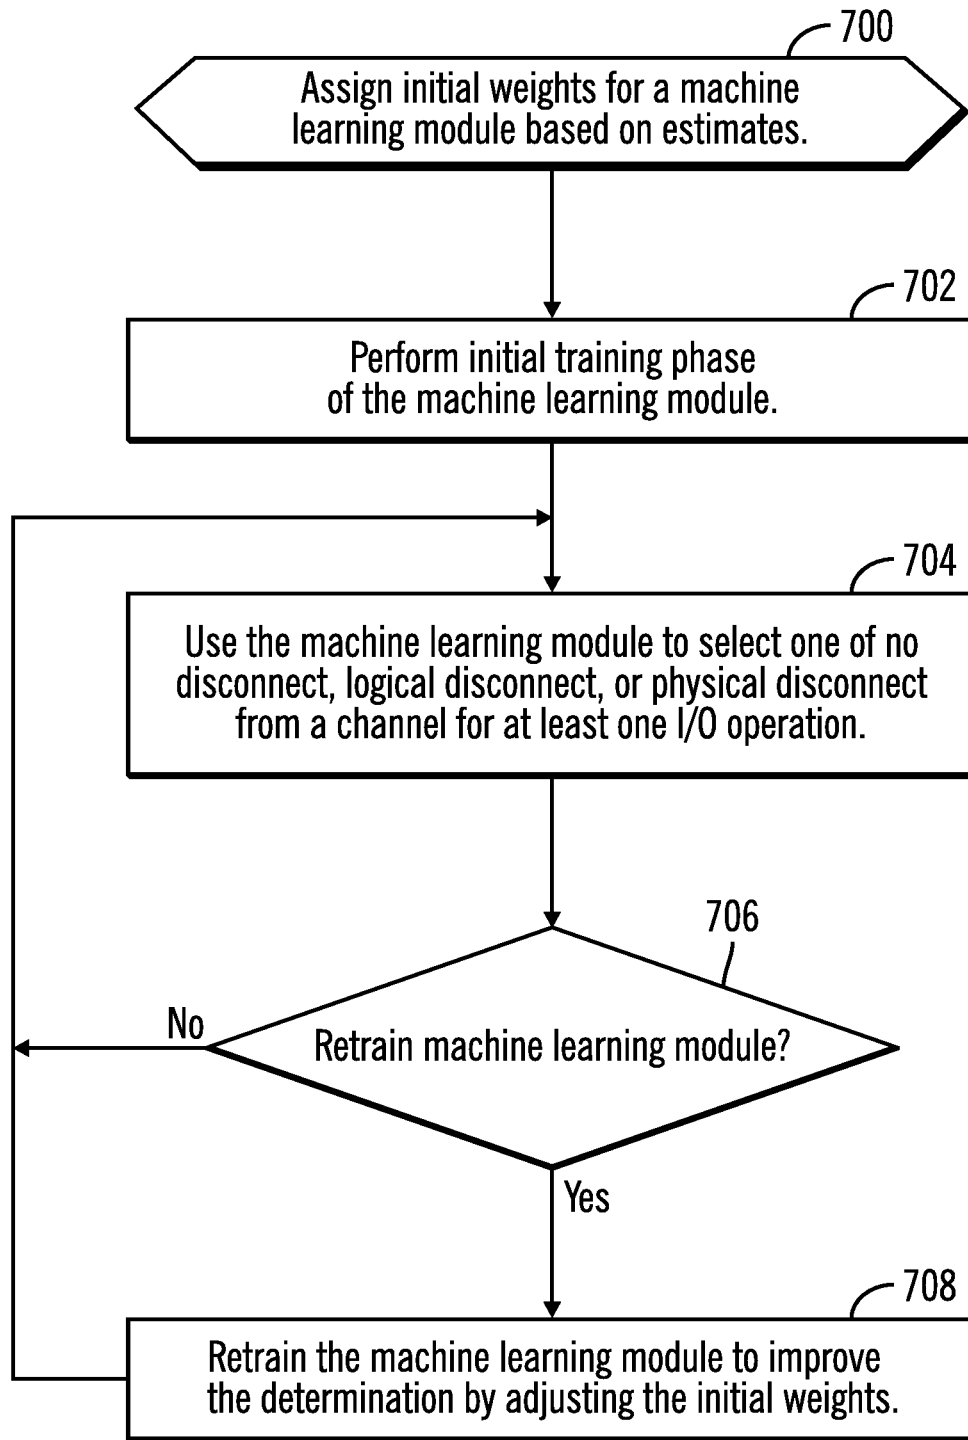 700
Assign initial weights for a machine
learning module based on estimates.
702
Perform initial training phase
of the machine learning module.
704
Use the machine learning module to select one of no
disconnect, logical disconnect, or physical disconnect
from a channel for at least one I/O operation.
706
No
Retrain machine learning module?
Yes
708
Retrain the machine learning module to improve
the determination by adjusting the initial weights.